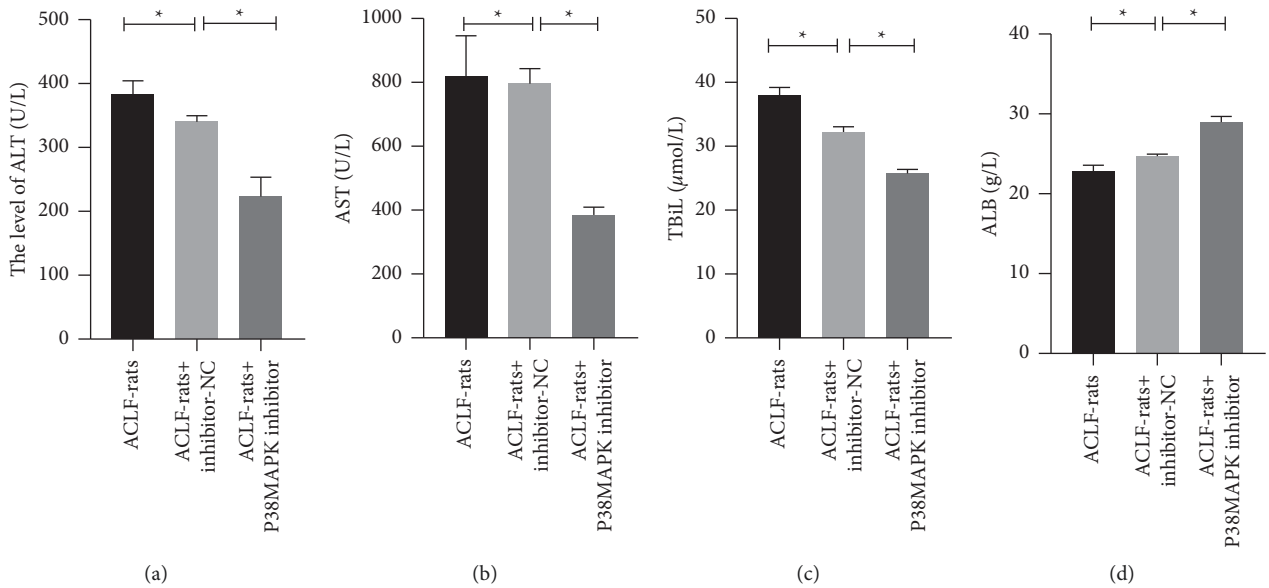 The level of ALT (U/L)
500
400
300
200
100
0
*
*
ACLF-rats
ACLF-rats+
inhibitor-NC
ACLF-rats+
P38MAPK inhibitor
(a)
AST (U/L)
1000
800
600
400
200
0
*
*
ACLF-rats
ACLF-rats+
inhibitor-NC
ACLF-rats+
P38MAPK inhibitor
(b)
TBiL (μmol/L)
50
40
30
20
10
0
*
*
ACLF-rats
ACLF-rats+
inhibitor-NC
ACLF-rats+
P38MAPK inhibitor
(c)
ALB (g/L)
40
30
20
10
0
*
*
ACLF-rats
ACLF-rats+
inhibitor-NC
ACLF-rats+
P38MAPK inhibitor
(d)